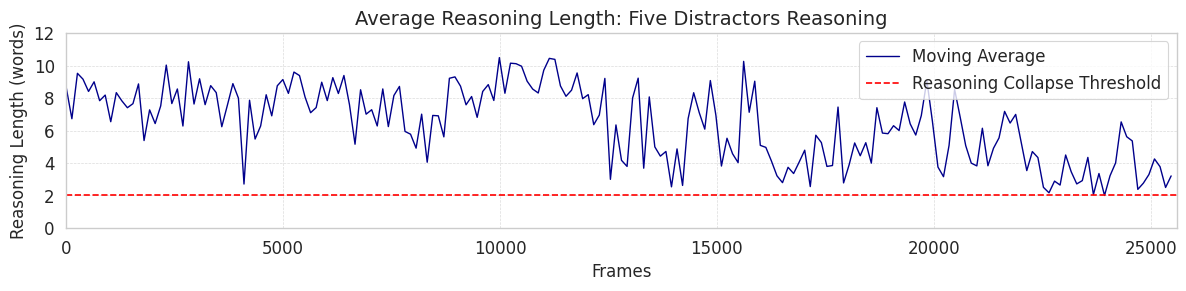 Average Reasoning Length: Five Distractors Reasoning
Reasoning Length (words)
12
10
8
6
4
2
0
Moving Average
Reasoning Collapse Threshold
0
5000
10000
15000
20000
25000
Frames